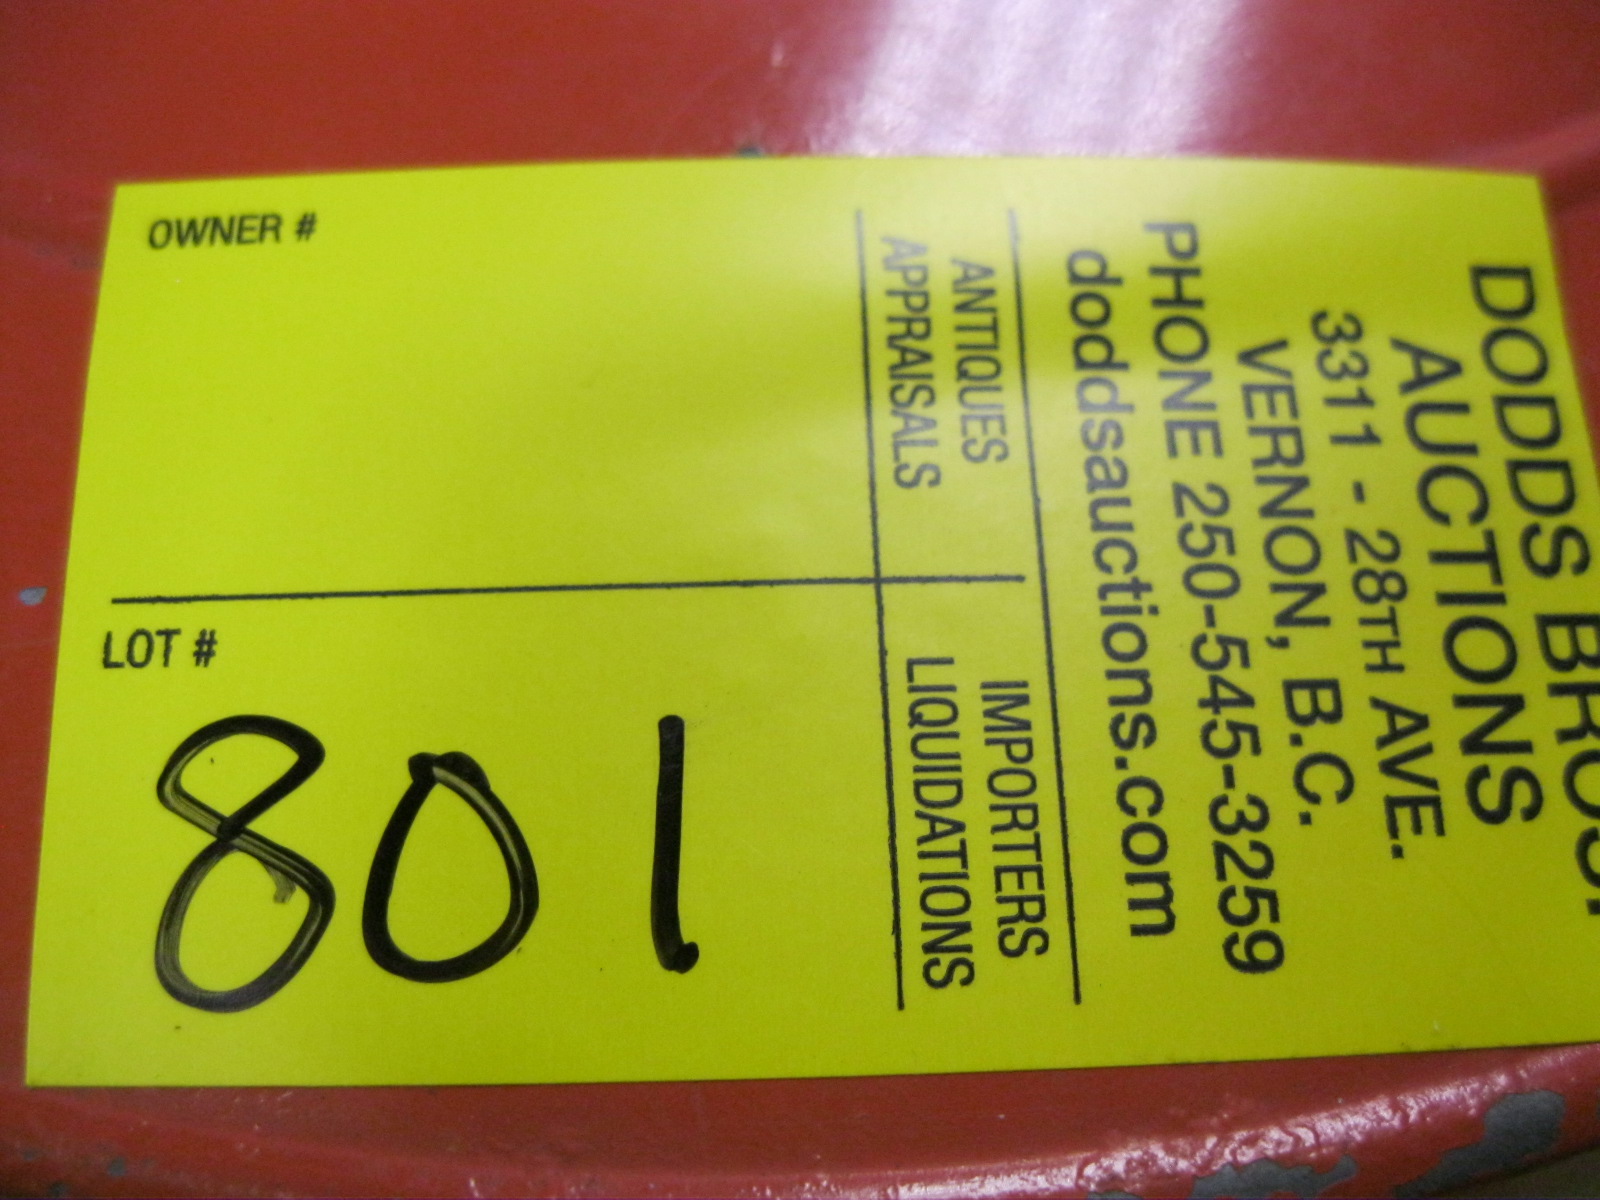 DODDS BROS.
AUCTIONS
3311 - 28TH AVE.
VERNON, B.C.
PHONE 250-545-3259
doddsauctions.com
ANTIQUES
APPRAISALS
IMPORTERS
LIQUIDATIONS
OWNER #
LOT #
801